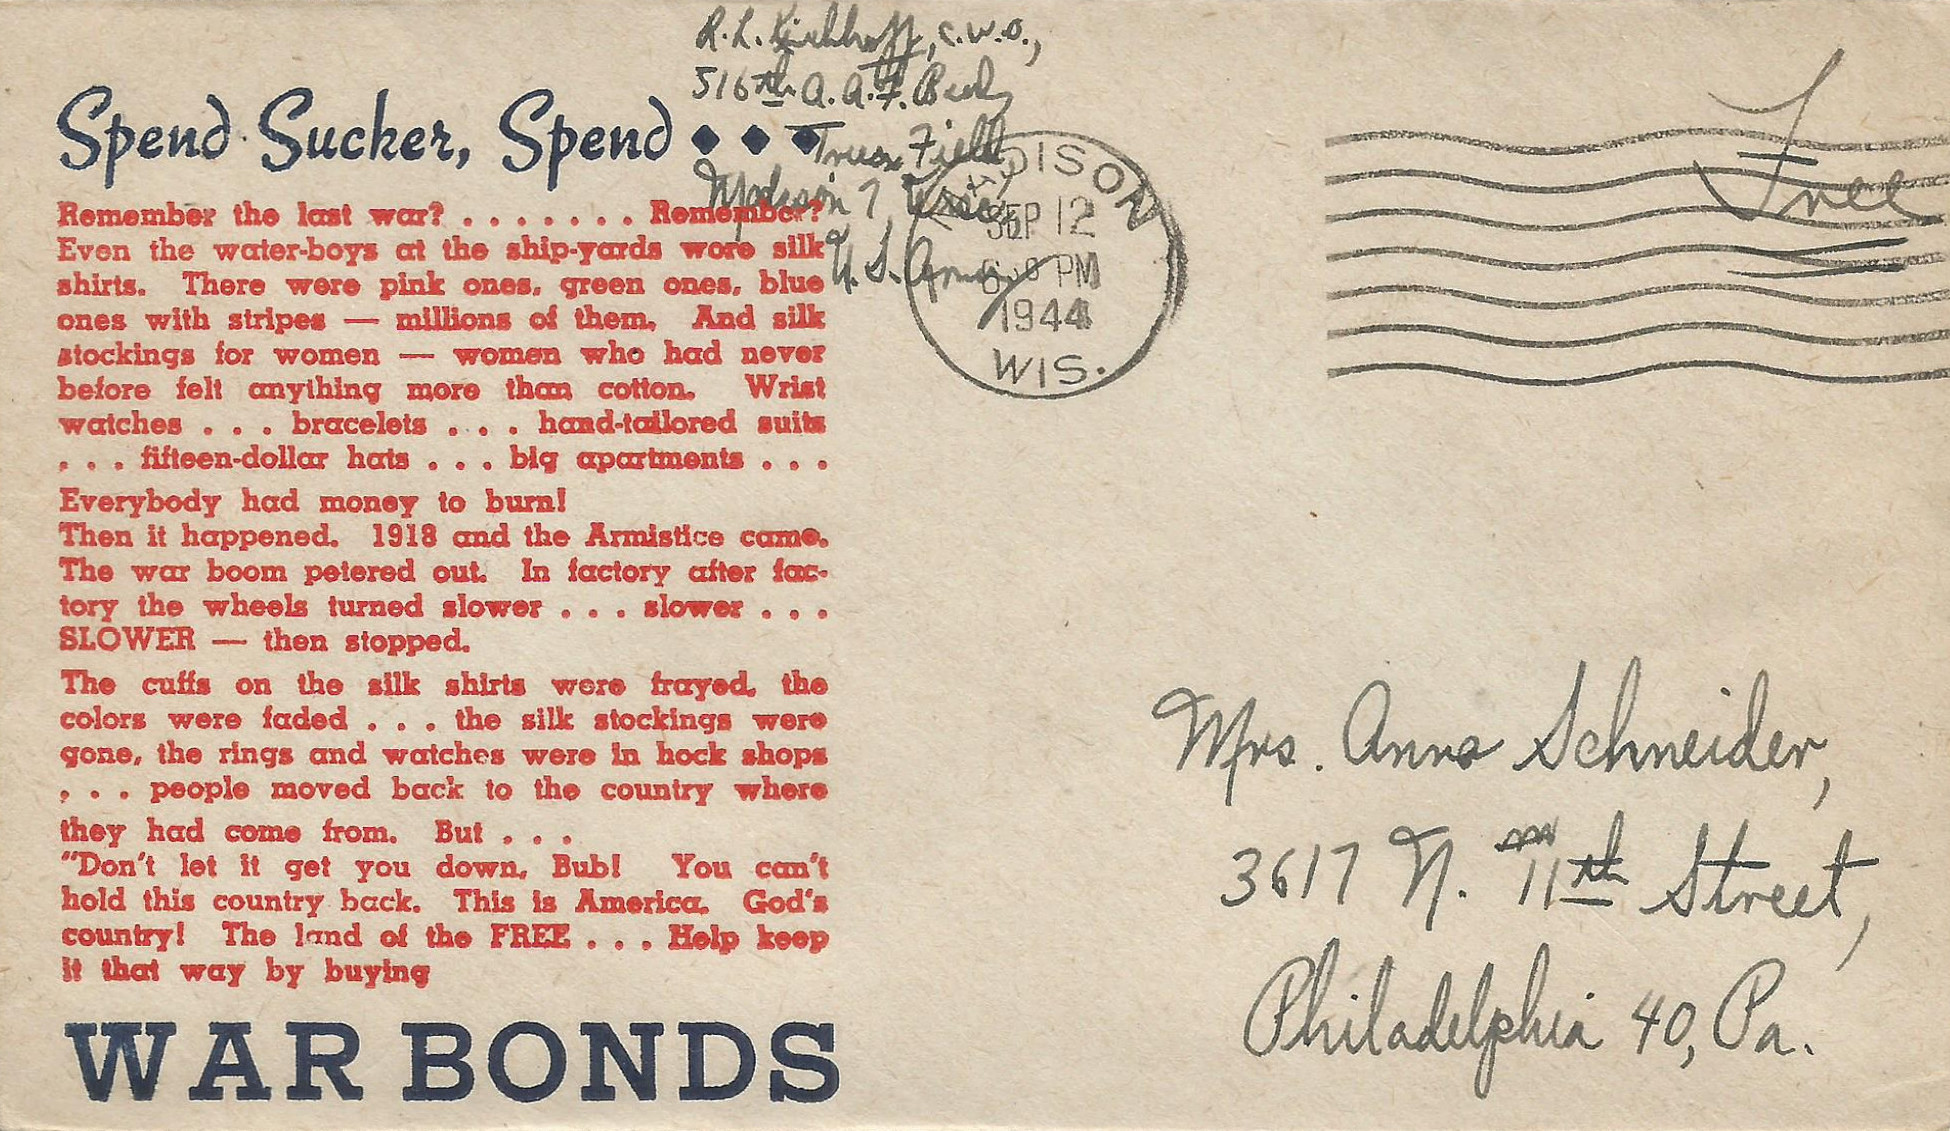 R. L. Kirchhoff, C.W.O.,
516th A.A.F. Band,
Truax Field,
Madison 7, Wisc.,
U.S. Army
Spend Sucker, Spend
Remember the last war? . . . . . . . Remember?
Even the water-boys at the ship-yards wore silk
shirts. There were pink ones, green ones, blue
ones with stripes — millions of them. And silk
stockings for women — women who had never
before felt anything more than cotton. Wrist
watches . . . bracelets . . . hand-tailored suits
. . . fifteen-dollar hats . . . big apartments . . .
Everybody had money to burn!
Then it happened. 1918 and the Armistice came.
The war boom petered out. In factory after fac-
tory the wheels turned slower . . . slower . . .
SLOWER — then stopped.
The cuffs on the silk shirts were frayed, the
colors were faded . . . the silk stockings were
gone, the rings and watches were in hock shops
. . . people moved back to the country where
they had come from. But . . .
"Don't let it get you down, Bub! You can't
hold this country back. This is America. God's
country! The land of the FREE . . . Help keep
it that way by buying
WAR BONDS
MADISON
SEP 12
PM
1944
WIS.
Free
Mrs. Anna Schneider,
3617 N. 11th Street,
Philadelphia 40, Pa.